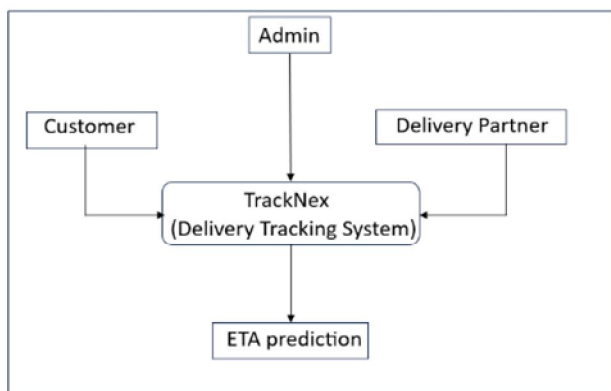 Admin
Customer
Delivery Partner
TrackNex
(Delivery Tracking System)
ETA prediction